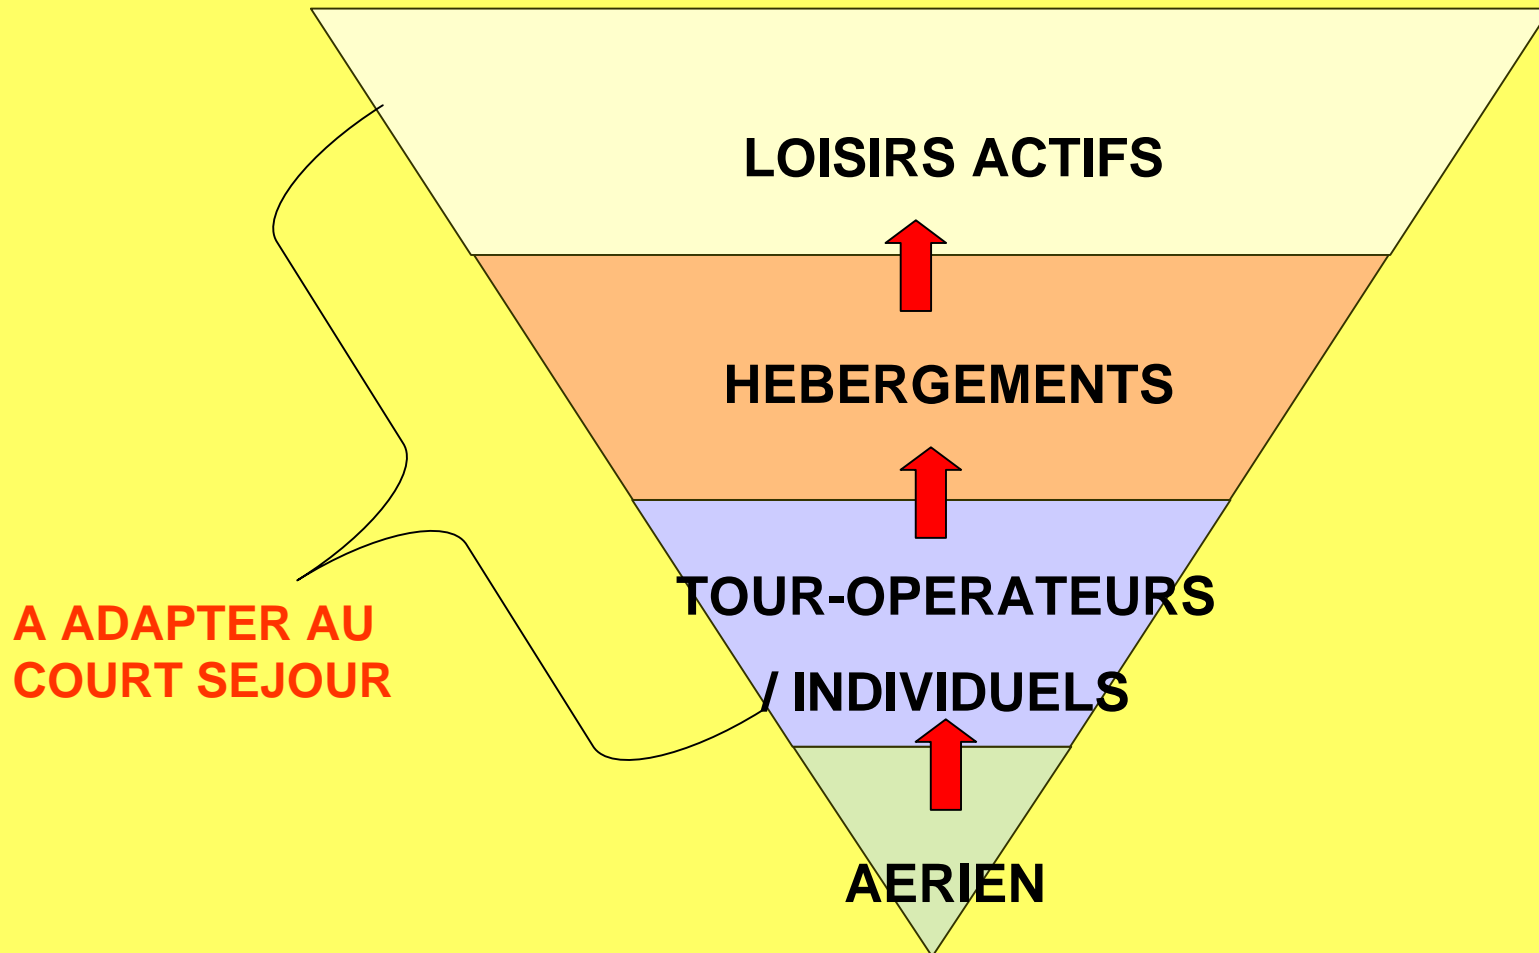 LOISIRS ACTIFS
HEBERGEMENTS
TOUR-OPERATEURS
/ INDIVIDUELS
A ADAPTER AU
COURT SEJOUR
AERIEN